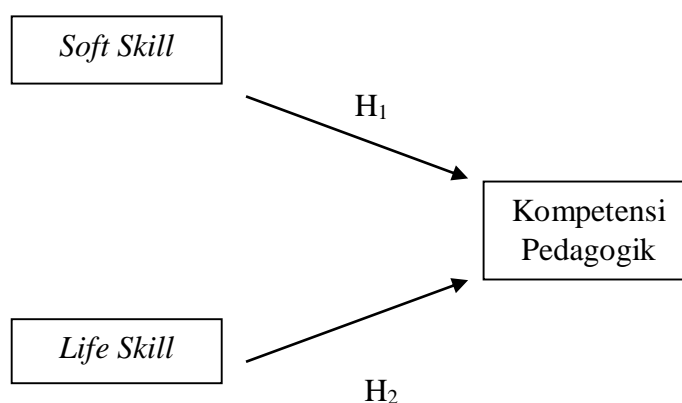 Soft Skill
H₁
Kompetensi
Pedagogik
Life Skill
H₂